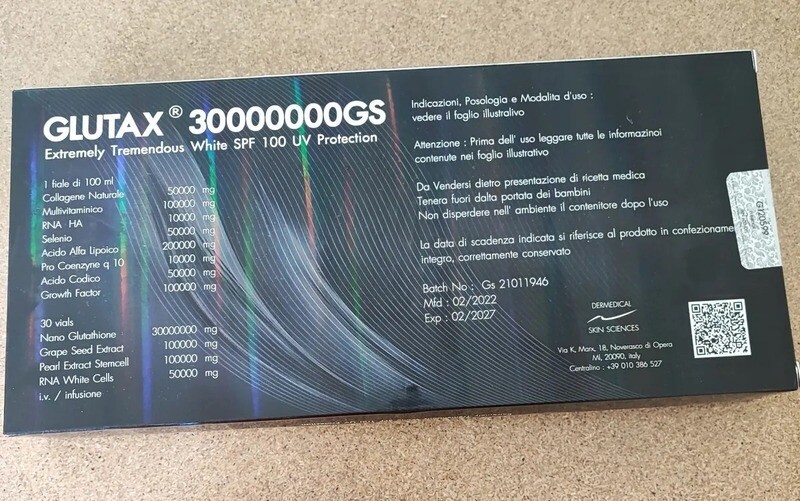 GLUTAX ® 30000000GS
Extremely Tremendous White SPF 100 UV Protection
1 fiale di 100 ml
Collagene Naturale 50000 mg
Multivitaminico 100000 mg
RNA HA 10000 mg
Selenio 50000 mg
Acido Alfa Lipoico 200000 mg
Pro Coenzyme q 10 10000 mg
Acido Codico 50000 mg
Growth Factor 100000 mg
30 vials
Nano Glutathione 30000000 mg
Grape Seed Extract 100000 mg
Pearl Extract Stemcell 100000 mg
RNA White Cells 50000 mg
i.v. / infusione
Indicazioni, Posologia e Modalita d'uso :
vedere il foglio illustralivo
Attenzione : Prima dell' uso leggare tutte le informazinoi
contenute nei foglio illustrativo
Da Vendersi dietro presentazione di ricetta medica
Tenera fuori dalta portata dei bambini
Non disperdere nell' ambiente il contenitore dopo l'uso
La data di scadenza indicata si riferisce al prodotto in confezioname
integro, correttamente conservato
Batch No : Gs 21011946
Mfd : 02/2022
Exp : 02/2027
DERMEDICAL
SKIN SCIENCES
Via K, Marx, 18, Noverasco di Opera
MI, 20090, italy
Centralino : +39 010 386 527